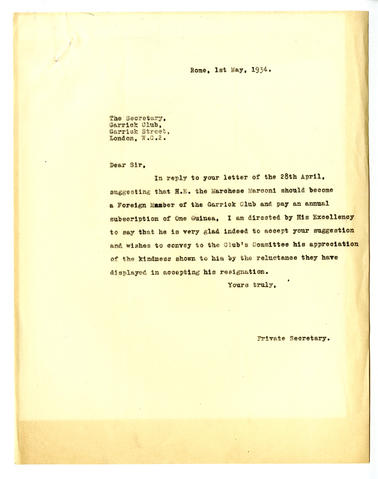 Rome, 1st May, 1934.
The Secretary,
Garrick Club,
Garrick Street,
London, W.C.2.
Dear Sir,
In reply to your letter of the 28th April,
suggesting that H.E. the Marchese Marconi should become
a Foreign Member of the Garrick Club and pay an annual
subscription of One Guinea, I am directed by His Excellency
to say that he is very glad indeed to accept your suggestion
and wishes to convey to the Club's Committee his appreciation
of the kindness shown to him by the reluctance they have
displayed in accepting his resignation.
Yours truly,
Private Secretary.